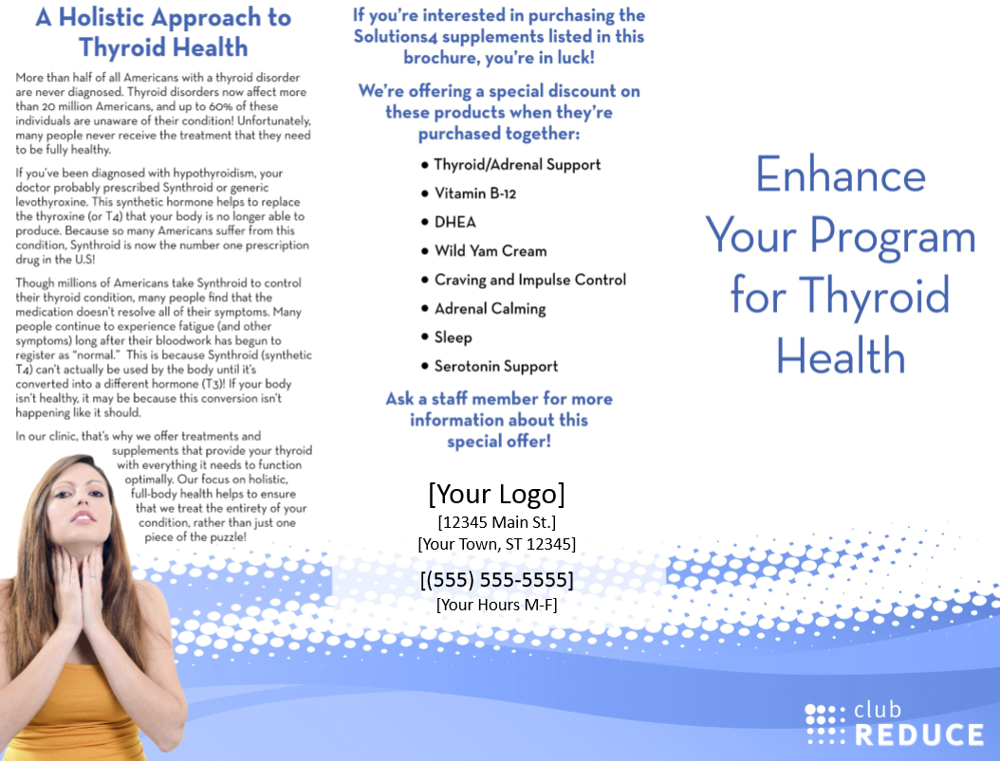 A Holistic Approach to
Thyroid Health
More than half of all Americans with a thyroid disorder
are never diagnosed. Thyroid disorders now affect more
than 20 million Americans, and up to 60% of these
individuals are unaware of their condition! Unfortunately,
many people never receive the treatment that they need
to be fully healthy.
If you've been diagnosed with hypothyroidism, your
doctor probably prescribed Synthroid or generic
levothyroxine. This synthetic hormone helps to replace
the thyroxine (or T4) that your body is no longer able to
produce. Because so many Americans suffer from this
condition, Synthroid is now the number one prescription
drug in the U.S!
Though millions of Americans take Synthroid to control
their thyroid condition, many people find that the
medication doesn't resolve all of their symptoms. Many
people continue to experience fatigue (and other
symptoms) long after their bloodwork has begun to
register as "normal." This is because Synthroid (synthetic
T4) can't actually be used by the body until it's
converted into a different hormone (T3)! If your body
isn't healthy, it may be because this conversion isn't
happening like it should.
In our clinic, that's why we offer treatments and
supplements that provide your thyroid
with everything it needs to function
optimally. Our focus on holistic,
full-body health helps to ensure
that we treat the entirety of your
condition, rather than just one
piece of the puzzle!
If you're interested in purchasing the
Solutions4 supplements listed in this
brochure, you're in luck!
We're offering a special discount on
these products when they're
purchased together:
• Thyroid/Adrenal Support
• Vitamin B-12
• DHEA
• Wild Yam Cream
• Craving and Impulse Control
• Adrenal Calming
• Sleep
• Serotonin Support
Ask a staff member for more
information about this
special offer!
[Your Logo]
[12345 Main St.]
[Your Town, ST 12345]
[(555) 555-5555]
[Your Hours M-F]
Enhance
Your Program
for Thyroid
Health
club
REDUCE